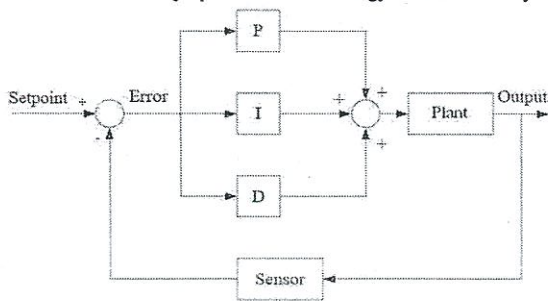 P
Setpoint
+
Error
+
+
Output
-
I
Plant
+
D
Sensor